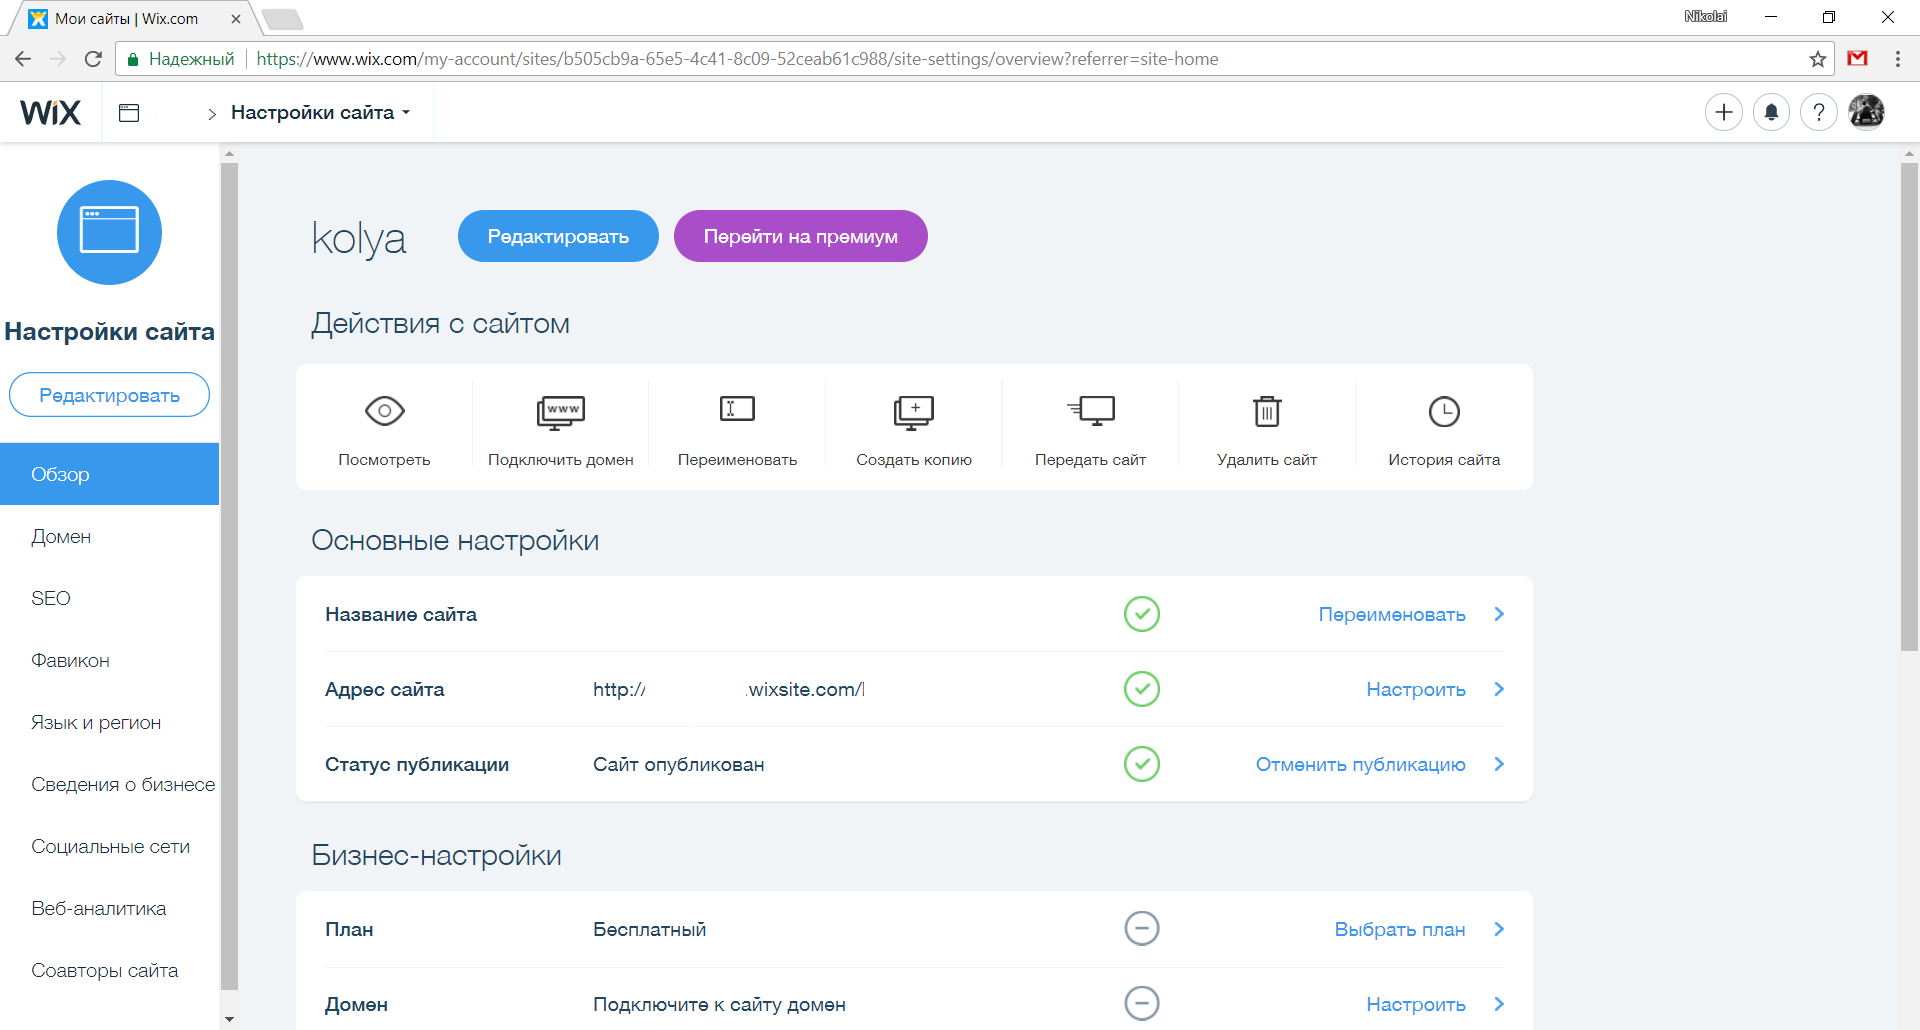 Мои сайты | Wix.com
Nikolai
Надежный https://www.wix.com/my-account/sites/b505cb9a-65e5-4c41-8c09-52ceab61c988/site-settings/overview?referrer=site-home
WiX > Настройки сайта
?
Настройки сайта
Редактировать
Обзор
Домен
SEO
Фавикон
Язык и регион
Сведения о бизнесе
Социальные сети
Веб-аналитика
Соавторы сайта
kolya Редактировать Перейти на премиум
Действия с сайтом
www
Посмотреть Подключить домен Переименовать Создать копию Передать сайт Удалить сайт История сайта
Основные настройки
Название сайта Переименовать
Адрес сайта http:// .wixsite.com/ Настроить
Статус публикации Сайт опубликован Отменить публикацию
Бизнес-настройки
План Бесплатный Выбрать план
Домен Подключите к сайту домен Настроить